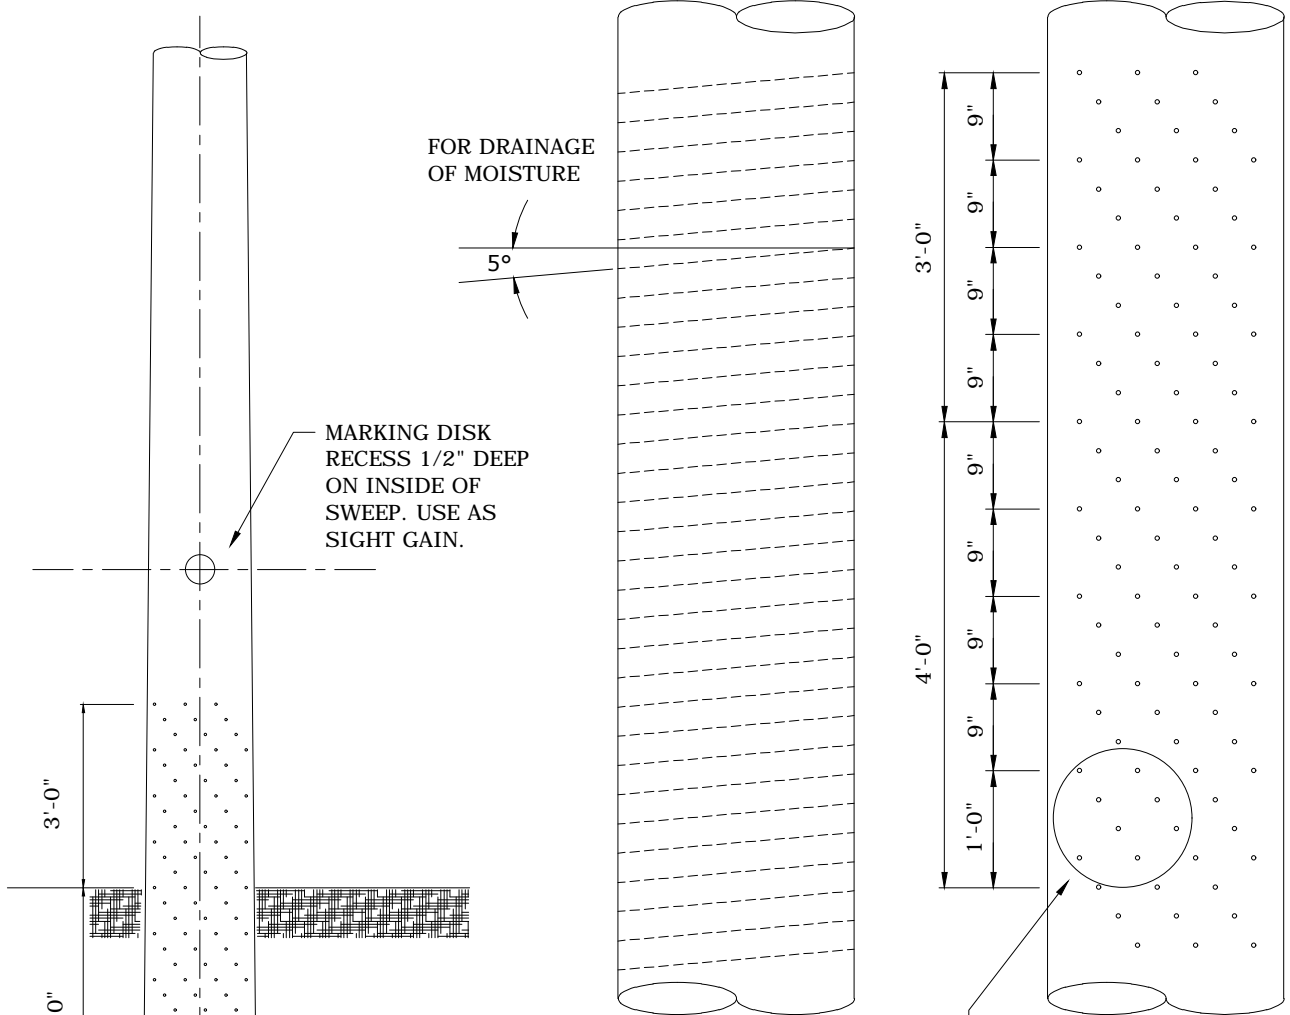 FOR DRAINAGE
OF MOISTURE
5°
MARKING DISK
RECESS 1/2" DEEP
ON INSIDE OF
SWEEP. USE AS
SIGHT GAIN.
3'-0"
0"
3'-0"
4'-0"
9"
9"
9"
9"
9"
9"
9"
9"
1'-0"